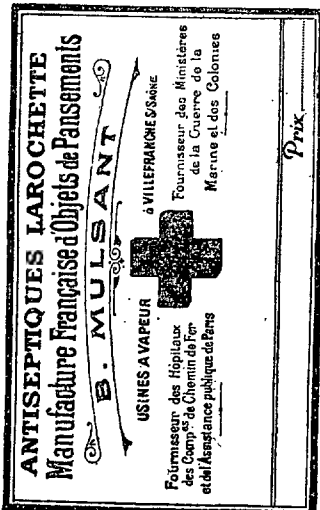 ANTISEPTIQUES LAROCHETTE
Manufacture Française d'Objets de Pansements
B. MULSANT
USINES A VAPEUR
à VILLEFRANCHE S/SAÔNE
Fournisseur des Hôpitaux
des Comp^es de Chemin de Fer
et de l'Assistance publique de Paris
Fournisseur des Ministères
de la Guerre de la
Marine et des Colonies
Prix